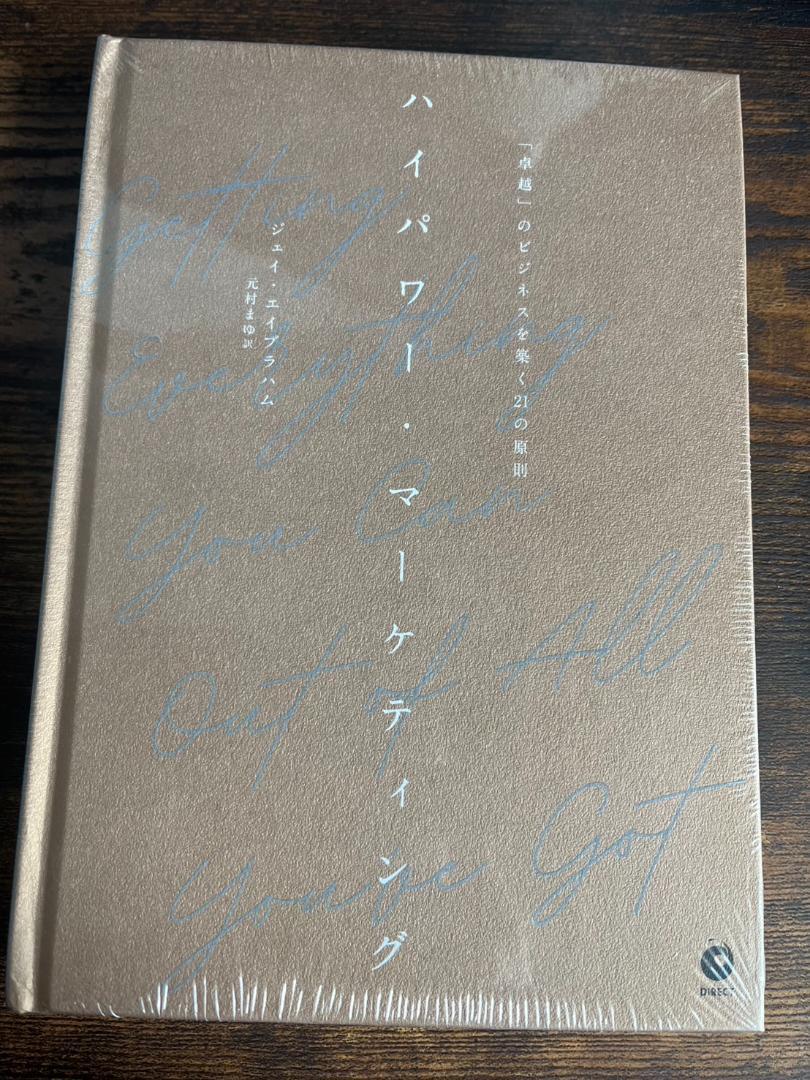 「卓越」のビジネスを築く21の原則
ハイパワー・マーケティング
ジェイ・エイブラハム
元村まゆ 訳
Getting
Everything
You Can
Out of All
You've Got
DIRECT